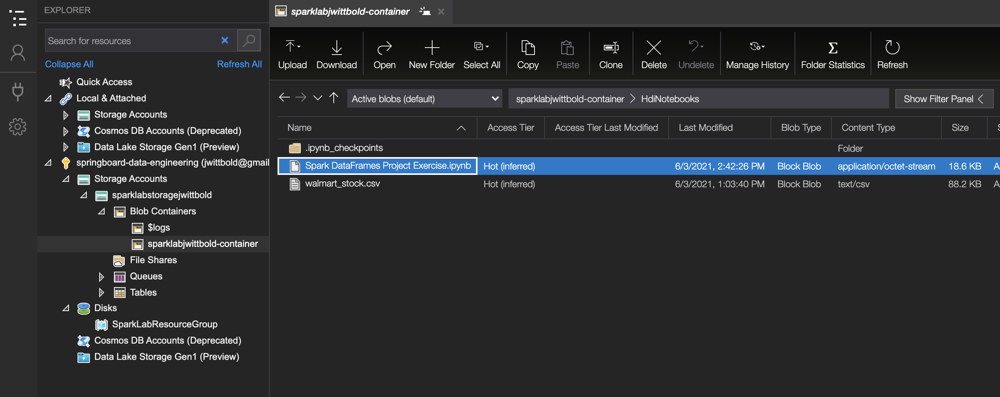 EXPLORER
Search for resources
Collapse All Refresh All
Quick Access
Local & Attached
Storage Accounts
Cosmos DB Accounts (Deprecated)
Data Lake Storage Gen1 (Preview)
springboard-data-engineering (jwittbold@gmail
Storage Accounts
sparklabstoragejwittbold
Blob Containers
$logs
sparklabjwittbold-container
File Shares
Queues
Tables
Disks
SparkLabResourceGroup
Cosmos DB Accounts (Deprecated)
Data Lake Storage Gen1 (Preview)
sparklabjwittbold-container
Upload Download Open New Folder Select All Copy Paste Clone Delete Undelete Manage History Folder Statistics Refresh
Active blobs (default) sparklabjwittbold-container > HdiNotebooks Show Filter Panel
Name Access Tier Access Tier Last Modified Last Modified Blob Type Content Type Size
.ipynb_checkpoints Folder
Spark DataFrames Project Exercise.ipynb Hot (inferred) 6/3/2021, 2:42:26 PM Block Blob application/octet-stream 18.6 KB A
walmart_stock.csv Hot (inferred) 6/3/2021, 1:03:40 PM Block Blob text/csv 88.2 KB A